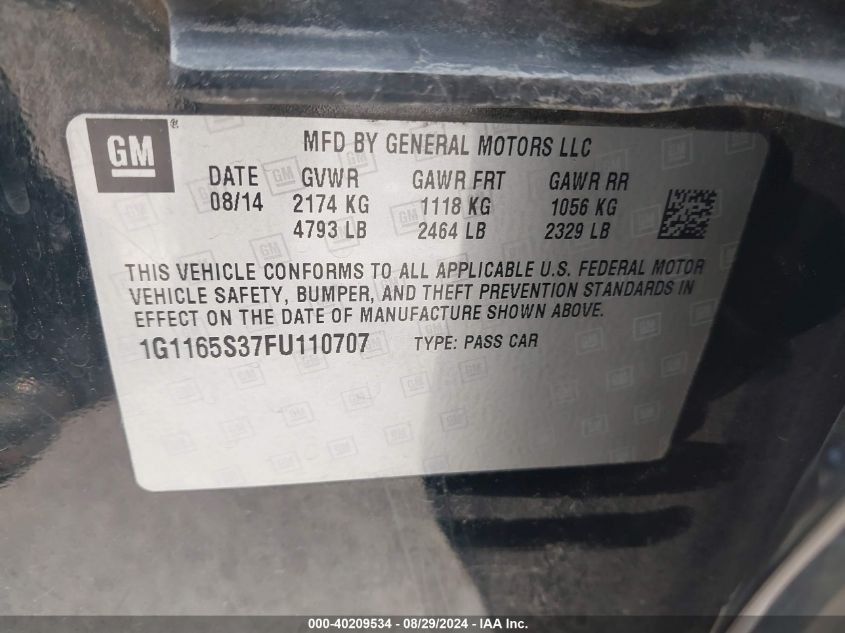 GM®
MFD BY GENERAL MOTORS LLC
DATE GVWR GAWR FRT GAWR RR
08/14 2174 KG 1118 KG 1056 KG
4793 LB 2464 LB 2329 LB
THIS VEHICLE CONFORMS TO ALL APPLICABLE U.S. FEDERAL MOTOR
VEHICLE SAFETY, BUMPER, AND THEFT PREVENTION STANDARDS IN
EFFECT ON THE DATE OF MANUFACTURE SHOWN ABOVE.
1G1165S37FU110707 TYPE: PASS CAR
000-40209534 - 08/29/2024 - IAA Inc.